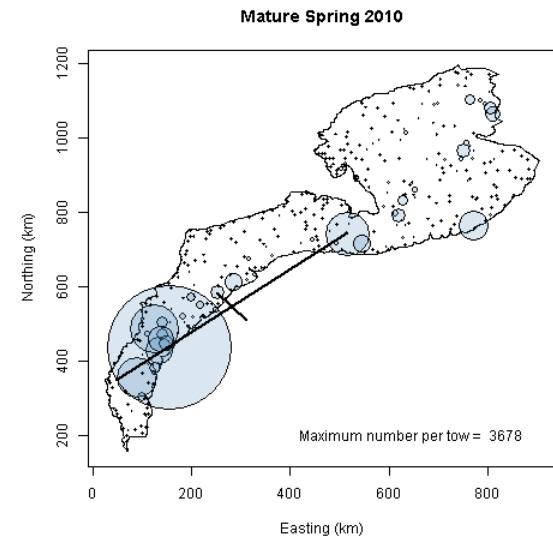 Mature Spring 2010
1200
1000
800
600
400
200
Northing (km)
Maximum number per tow = 3678
0 200 400 600 800
Easting (km)